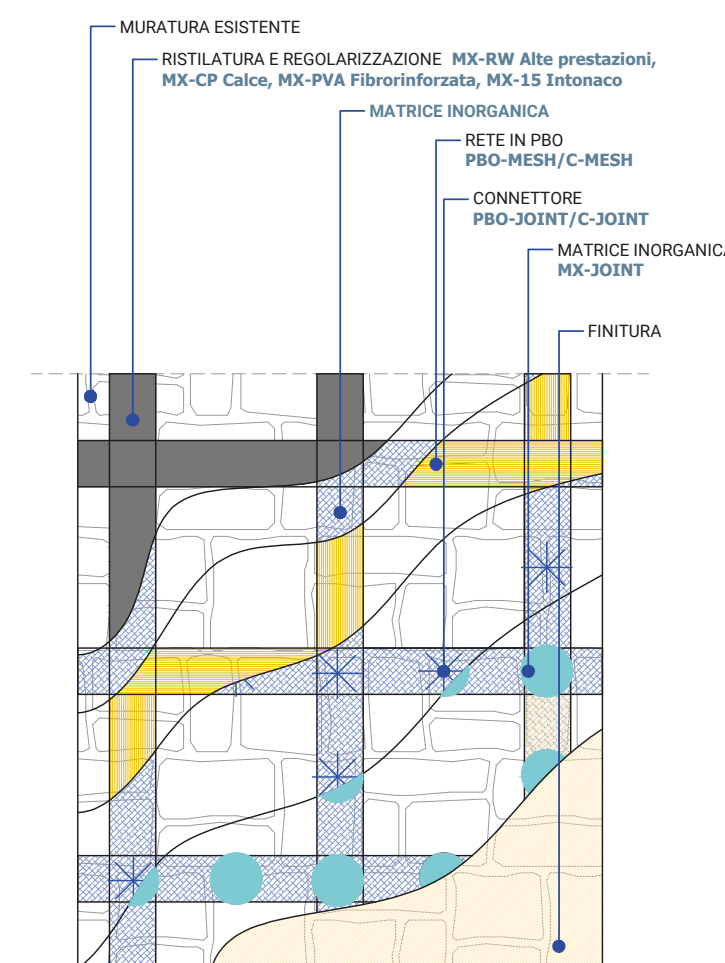 MURATURA ESISTENTE
RISTILATURA E REGOLARIZZAZIONE MX-RW Alte prestazioni,
MX-CP Calce, MX-PVA Fibrorinforzata, MX-15 Intonaco
MATRICE INORGANICA
RETE IN PBO
PBO-MESH/C-MESH
CONNETTORE
PBO-JOINT/C-JOINT
MATRICE INORGANICA
MX-JOINT
FINITURA